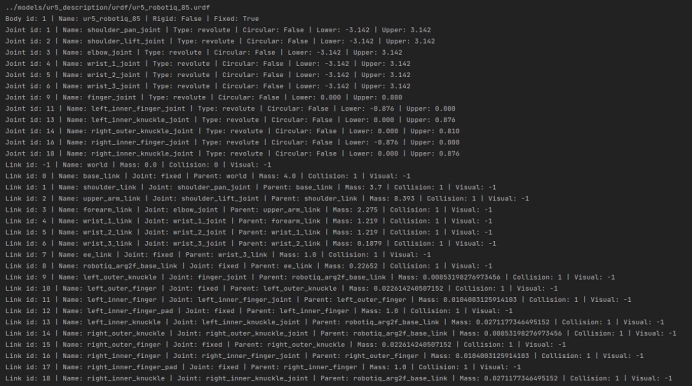 ../models/ur5_description/urdf/ur5_robotiq_85.urdf
Body id: 1 | Name: ur5_robotiq_85 | Rigid: False | Fixed: True
Joint id: 1 | Name: shoulder_pan_joint | Type: revolute | Circular: False | Lower: -3.142 | Upper: 3.142
Joint id: 2 | Name: shoulder_lift_joint | Type: revolute | Circular: False | Lower: -3.142 | Upper: 3.142
Joint id: 3 | Name: elbow_joint | Type: revolute | Circular: False | Lower: -3.142 | Upper: 3.142
Joint id: 4 | Name: wrist_1_joint | Type: revolute | Circular: False | Lower: -3.142 | Upper: 3.142
Joint id: 5 | Name: wrist_2_joint | Type: revolute | Circular: False | Lower: -3.142 | Upper: 3.142
Joint id: 6 | Name: wrist_3_joint | Type: revolute | Circular: False | Lower: -3.142 | Upper: 3.142
Joint id: 9 | Name: finger_joint | Type: revolute | Circular: False | Lower: 0.000 | Upper: 0.800
Joint id: 11 | Name: left_inner_finger_joint | Type: revolute | Circular: False | Lower: -0.876 | Upper: 0.000
Joint id: 13 | Name: left_inner_knuckle_joint | Type: revolute | Circular: False | Lower: 0.000 | Upper: 0.876
Joint id: 14 | Name: right_outer_knuckle_joint | Type: revolute | Circular: False | Lower: 0.000 | Upper: 0.810
Joint id: 16 | Name: right_inner_finger_joint | Type: revolute | Circular: False | Lower: -0.876 | Upper: 0.000
Joint id: 18 | Name: right_inner_knuckle_joint | Type: revolute | Circular: False | Lower: 0.000 | Upper: 0.876
Link id: -1 | Name: world | Mass: 0.0 | Collision: 0 | Visual: -1
Link id: 0 | Name: base_link | Joint: fixed | Parent: world | Mass: 4.0 | Collision: 1 | Visual: -1
Link id: 1 | Name: shoulder_link | Joint: shoulder_pan_joint | Parent: base_link | Mass: 3.7 | Collision: 1 | Visual: -1
Link id: 2 | Name: upper_arm_link | Joint: shoulder_lift_joint | Parent: shoulder_link | Mass: 8.393 | Collision: 1 | Visual: -1
Link id: 3 | Name: forearm_link | Joint: elbow_joint | Parent: upper_arm_link | Mass: 2.275 | Collision: 1 | Visual: -1
Link id: 4 | Name: wrist_1_link | Joint: wrist_1_joint | Parent: forearm_link | Mass: 1.219 | Collision: 1 | Visual: -1
Link id: 5 | Name: wrist_2_link | Joint: wrist_2_joint | Parent: wrist_1_link | Mass: 1.219 | Collision: 1 | Visual: -1
Link id: 6 | Name: wrist_3_link | Joint: wrist_3_joint | Parent: wrist_2_link | Mass: 0.1879 | Collision: 1 | Visual: -1
Link id: 7 | Name: ee_link | Joint: fixed | Parent: wrist_3_link | Mass: 1.0 | Collision: 1 | Visual: -1
Link id: 8 | Name: robotiq_arg2f_base_link | Joint: fixed | Parent: ee_link | Mass: 0.22652 | Collision: 1 | Visual: -1
Link id: 9 | Name: left_outer_knuckle | Joint: finger_joint | Parent: robotiq_arg2f_base_link | Mass: 0.00853198276973456 | Collision: 1 | Visual: -1
Link id: 10 | Name: left_outer_finger | Joint: fixed | Parent: left_outer_knuckle | Mass: 0.022614240507152 | Collision: 1 | Visual: -1
Link id: 11 | Name: left_inner_finger | Joint: left_inner_finger_joint | Parent: left_outer_finger | Mass: 0.0104003125914103 | Collision: 1 | Visual: -1
Link id: 12 | Name: left_inner_finger_pad | Joint: fixed | Parent: left_inner_finger | Mass: 1.0 | Collision: 1 | Visual: -1
Link id: 13 | Name: left_inner_knuckle | Joint: left_inner_knuckle_joint | Parent: robotiq_arg2f_base_link | Mass: 0.0271177346495152 | Collision: 1 | Visual: -1
Link id: 14 | Name: right_outer_knuckle | Joint: right_outer_knuckle_joint | Parent: robotiq_arg2f_base_link | Mass: 0.00853198276973456 | Collision: 1 | Visual: -1
Link id: 15 | Name: right_outer_finger | Joint: fixed | Parent: right_outer_knuckle | Mass: 0.022614240507152 | Collision: 1 | Visual: -1
Link id: 16 | Name: right_inner_finger | Joint: right_inner_finger_joint | Parent: right_outer_finger | Mass: 0.0104003125914103 | Collision: 1 | Visual: -1
Link id: 17 | Name: right_inner_finger_pad | Joint: fixed | Parent: right_inner_finger | Mass: 1.0 | Collision: 1 | Visual: -1
Link id: 18 | Name: right_inner_knuckle | Joint: right_inner_knuckle_joint | Parent: robotiq_arg2f_base_link | Mass: 0.0271177346495152 | Collision: 1 | Visual: -1